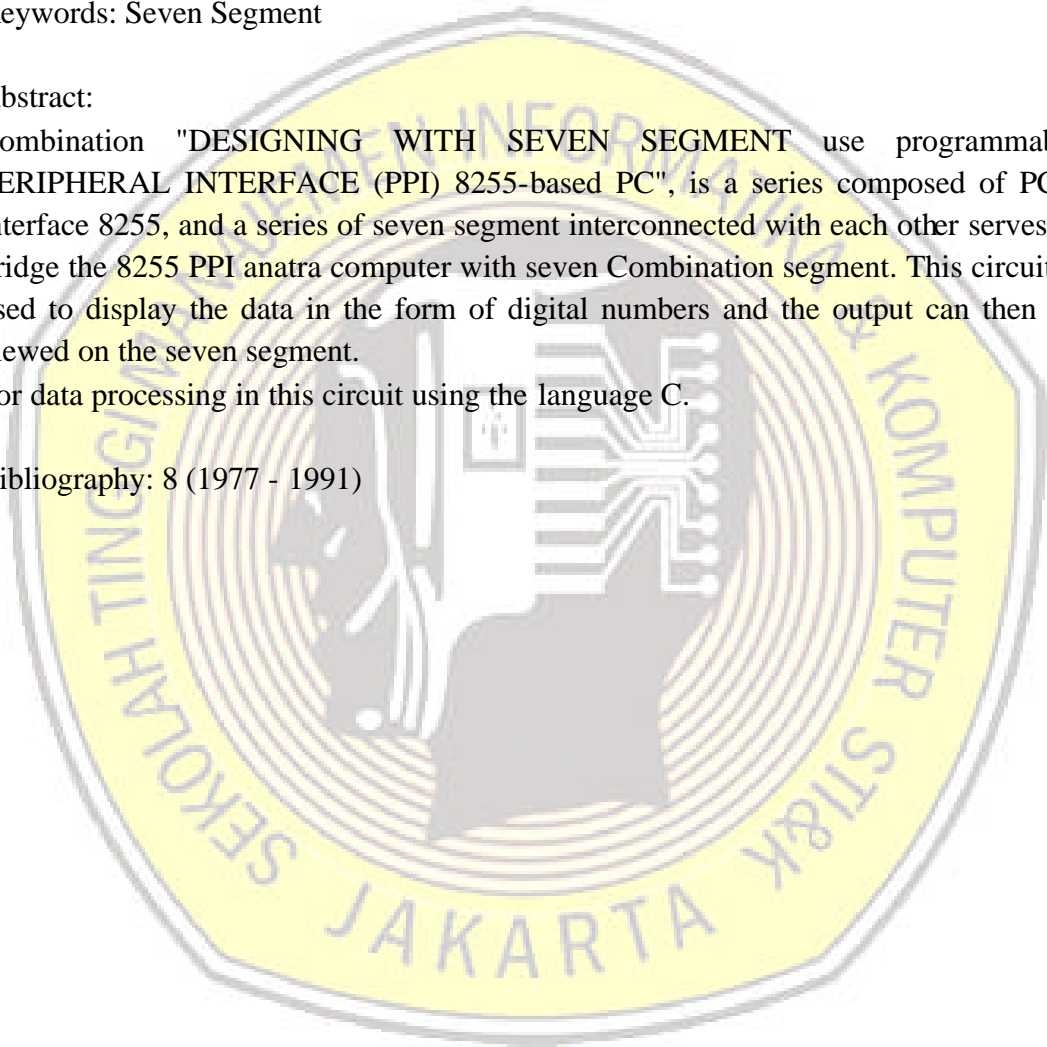 eywords: Seven Segment
bstract:
ombination "DESIGNING WITH SEVEN SEGMENT use programmab
ERIPHERAL INTERFACE (PPI) 8255-based PC", is a series composed of PC
nterface 8255, and a series of seven segment interconnected with each other serves
ridge the 8255 PPI anatra computer with seven Combination segment. This circuit
sed to display the data in the form of digital numbers and the output can then
iewed on the seven segment.
or data processing in this circuit using the language C.
ibliography: 8 (1977 - 1991)
SEKOLAH TINGGI MANAJEMEN INFORMATIKA & KOMPUTER STI&K
JAKARTA